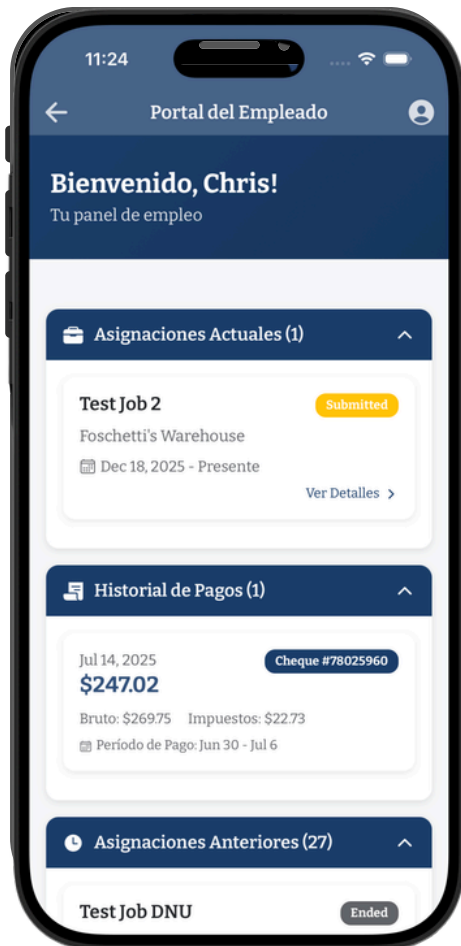 11:24
Portal del Empleado
Bienvenido, Chris!
Tu panel de empleo
Asignaciones Actuales (1)
Test Job 2
Submitted
Foschetti's Warehouse
Dec 18, 2025 - Presente
Ver Detalles
Historial de Pagos (1)
Jul 14, 2025
Cheque #78025960
$247.02
Bruto: $269.75 Impuestos: $22.73
Período de Pago: Jun 30 - Jul 6
Asignaciones Anteriores (27)
Test Job DNU
Ended